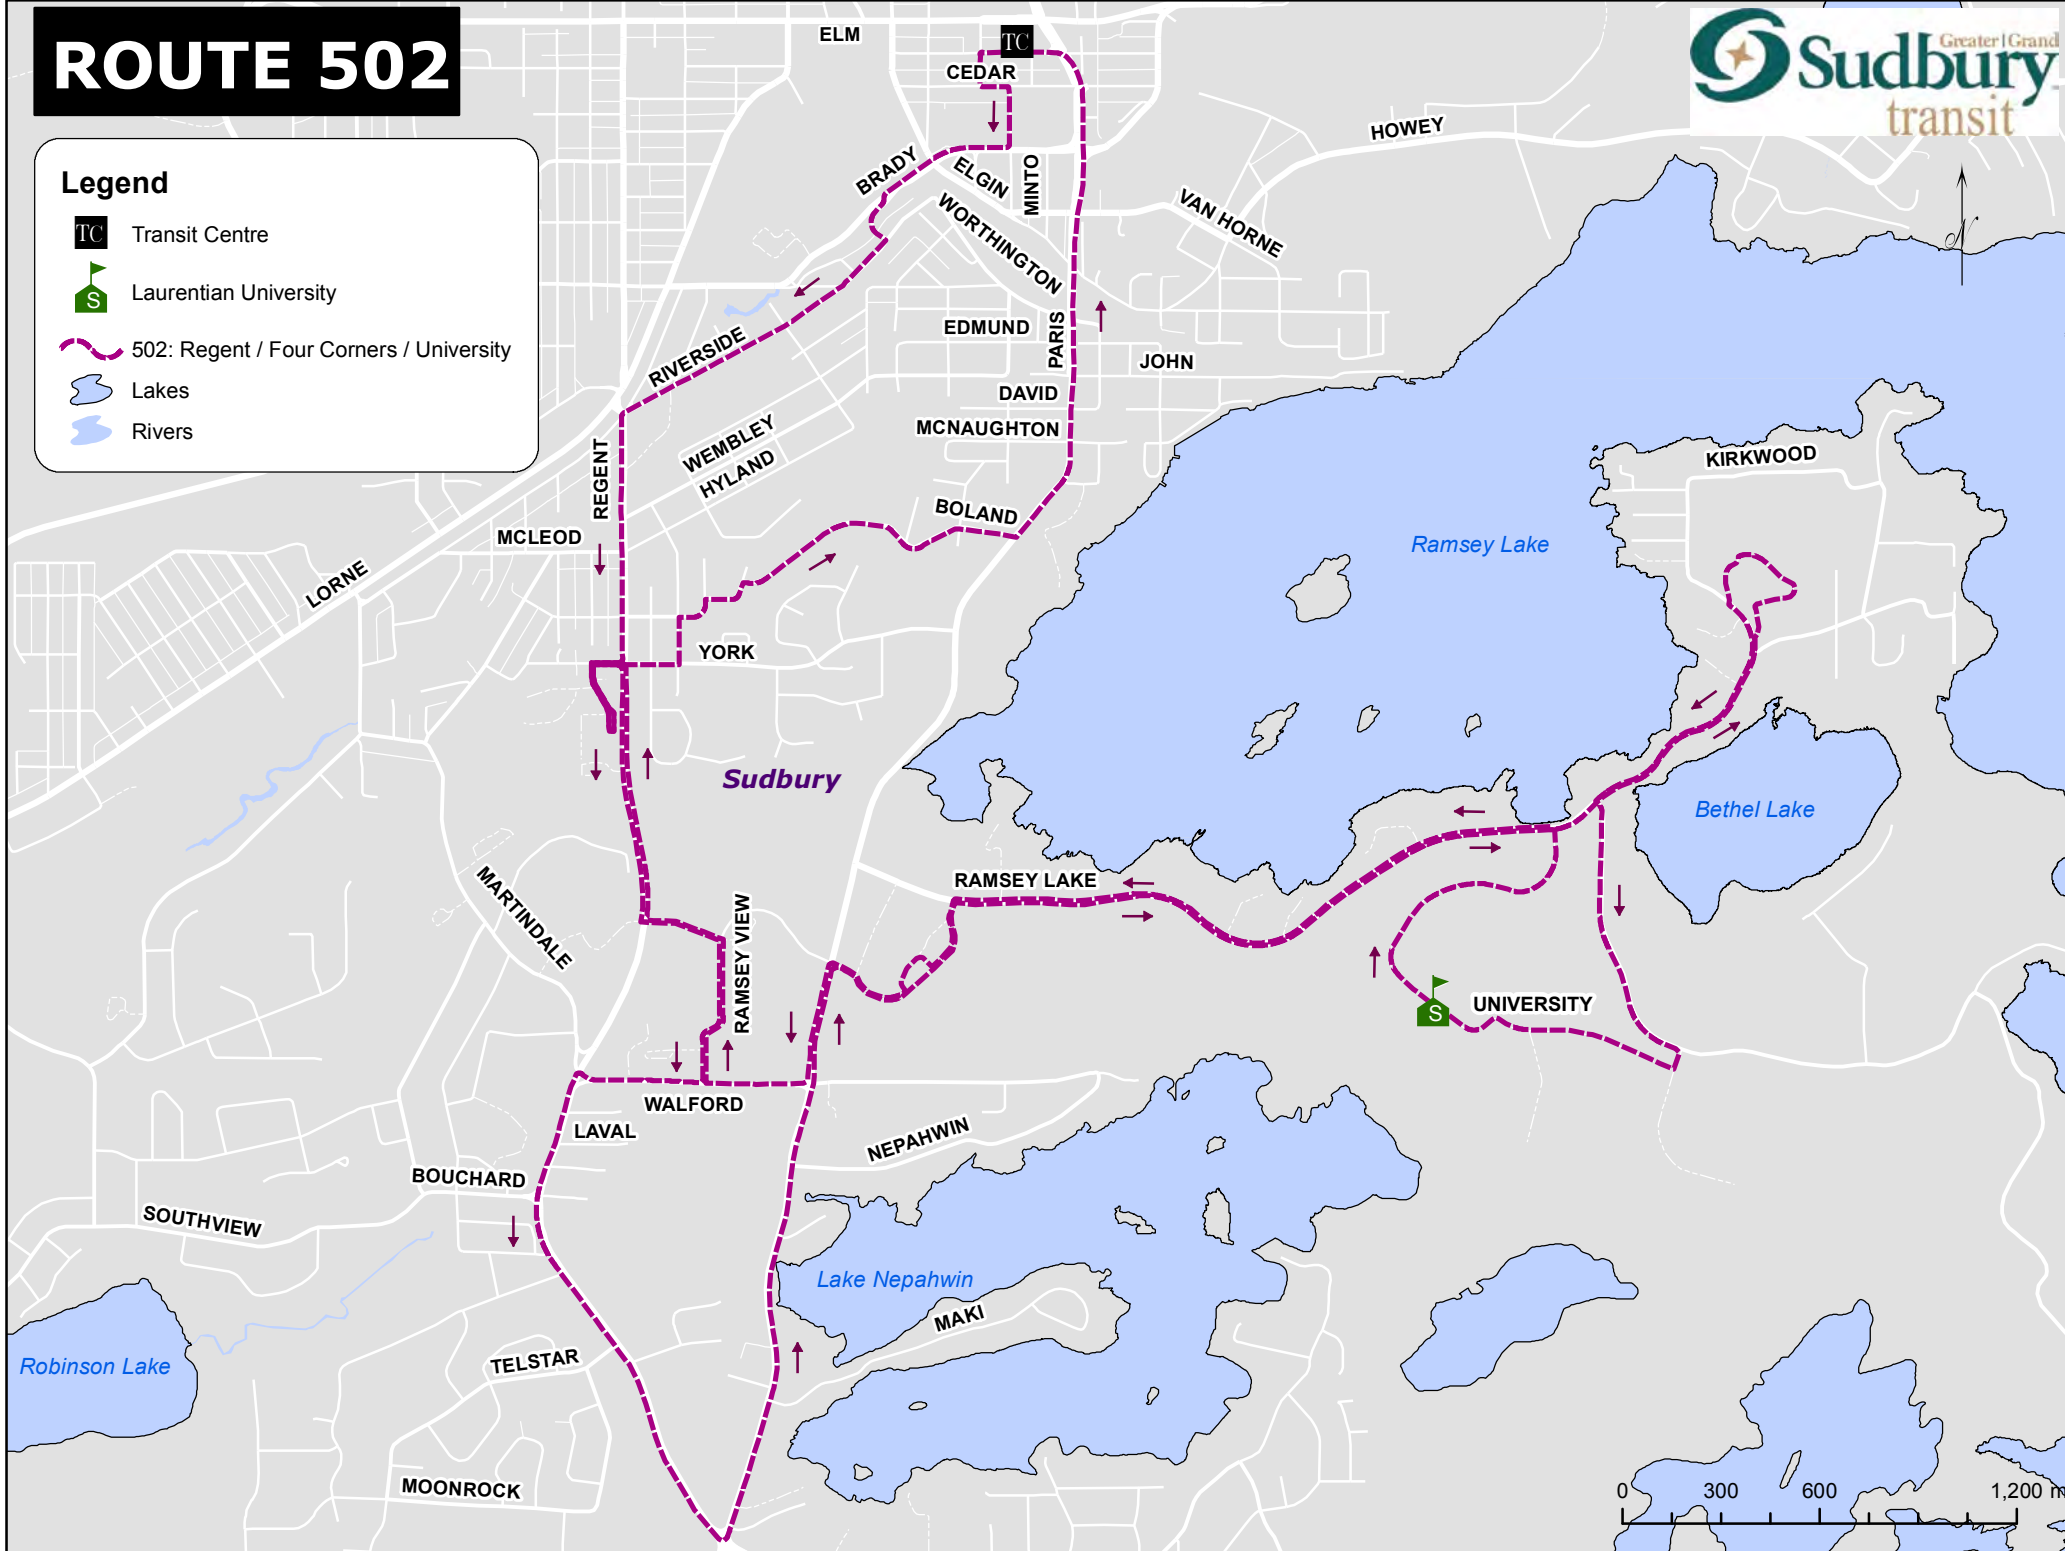 ROUTE 502
Greater | Grand
Sudbury
transit
Legend
TC
Transit Centre
S
Laurentian University
502: Regent / Four Corners / University
Lakes
Rivers
ELM
TC
CEDAR
HOWEY
BRADY
ELGIN
MINTO
VAN HORNE
WORTHINGTON
N
EDMUND
PARIS
JOHN
RIVERSIDE
DAVID
MCNAUGHTON
WEMBLEY
HYLAND
REGENT
KIRKWOOD
BOLAND
MCLEOD
Ramsey Lake
LORNE
YORK
Sudbury
Bethel Lake
RAMSEY LAKE
MARTINDALE
RAMSEY VIEW
UNIVERSITY
S
WALFORD
LAVAL
NEPAHWIN
BOUCHARD
SOUTHVIEW
Lake Nepahwin
MAKI
TELSTAR
Robinson Lake
MOONROCK
0 300 600 1,200 m